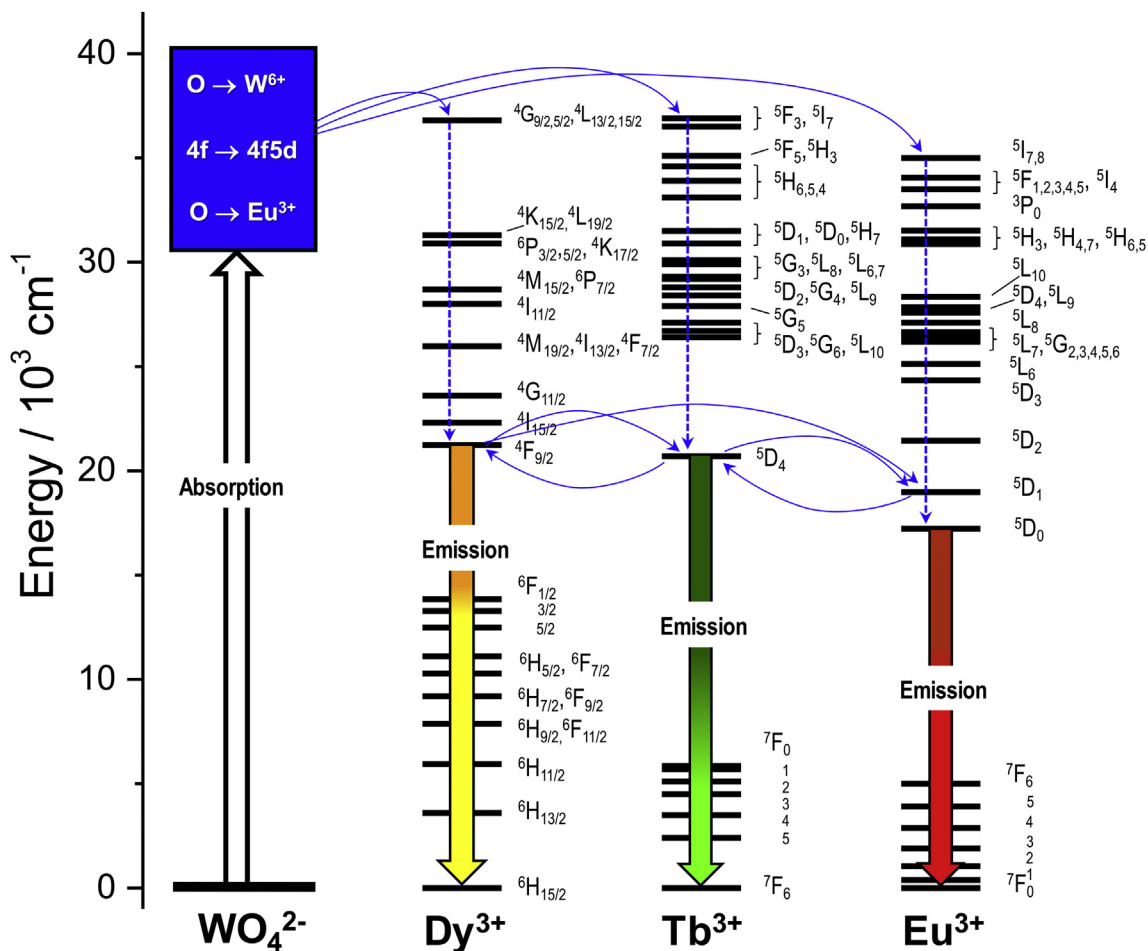 Energy / 10³ cm⁻¹
40
30
20
10
0
O → W⁶⁺
4f → 4f5d
O → Eu³⁺
Absorption
WO₄²⁻
⁴G₉/₂,₅/₂,⁴L₁₃/₂,₁₅/₂
⁴K₁₅/₂,⁴L₁₉/₂
⁶P₃/₂,₅/₂,⁴K₁₇/₂
⁴M₁₅/₂,⁶P₇/₂
⁴I₁₁/₂
⁴M₁₉/₂,⁴I₁₃/₂,⁴F₇/₂
⁴G₁₁/₂
⁴I₁₅/₂
⁴F₉/₂
Emission
⁶F₁/₂
3/2
5/2
⁶H₅/₂, ⁶F₇/₂
⁶H₇/₂,⁶F₉/₂
⁶H₉/₂,⁶F₁₁/₂
⁶H₁₁/₂
⁶H₁₃/₂
⁶H₁₅/₂
Dy³⁺
} ⁵F₃, ⁵I₇
⁵F₅, ⁵H₃
} ⁵H₆,₅,₄
} ⁵D₁, ⁵D₀,⁵H₇
} ⁵G₃,⁵L₈, ⁵L₆,₇
⁵D₂,⁵G₄, ⁵L₉
⁵G₅
} ⁵D₃,⁵G₆, ⁵L₁₀
⁵D₄
Emission
⁷F₀
1
2
3
4
5
⁷F₆
Tb³⁺
⁵I₇,₈
} ⁵F₁,₂,₃,₄,₅, ⁵I₄
³P₀
} ⁵H₃, ⁵H₄,₇, ⁵H₆,₅
⁵L₁₀
⁵D₄, ⁵L₉
⁵L₈
} ⁵L₇,⁵G₂,₃,₄,₅,₆
⁵L₆
⁵D₃
⁵D₂
⁵D₁
⁵D₀
Emission
⁷F₆
5
4
3
2
1
⁷F₀
Eu³⁺